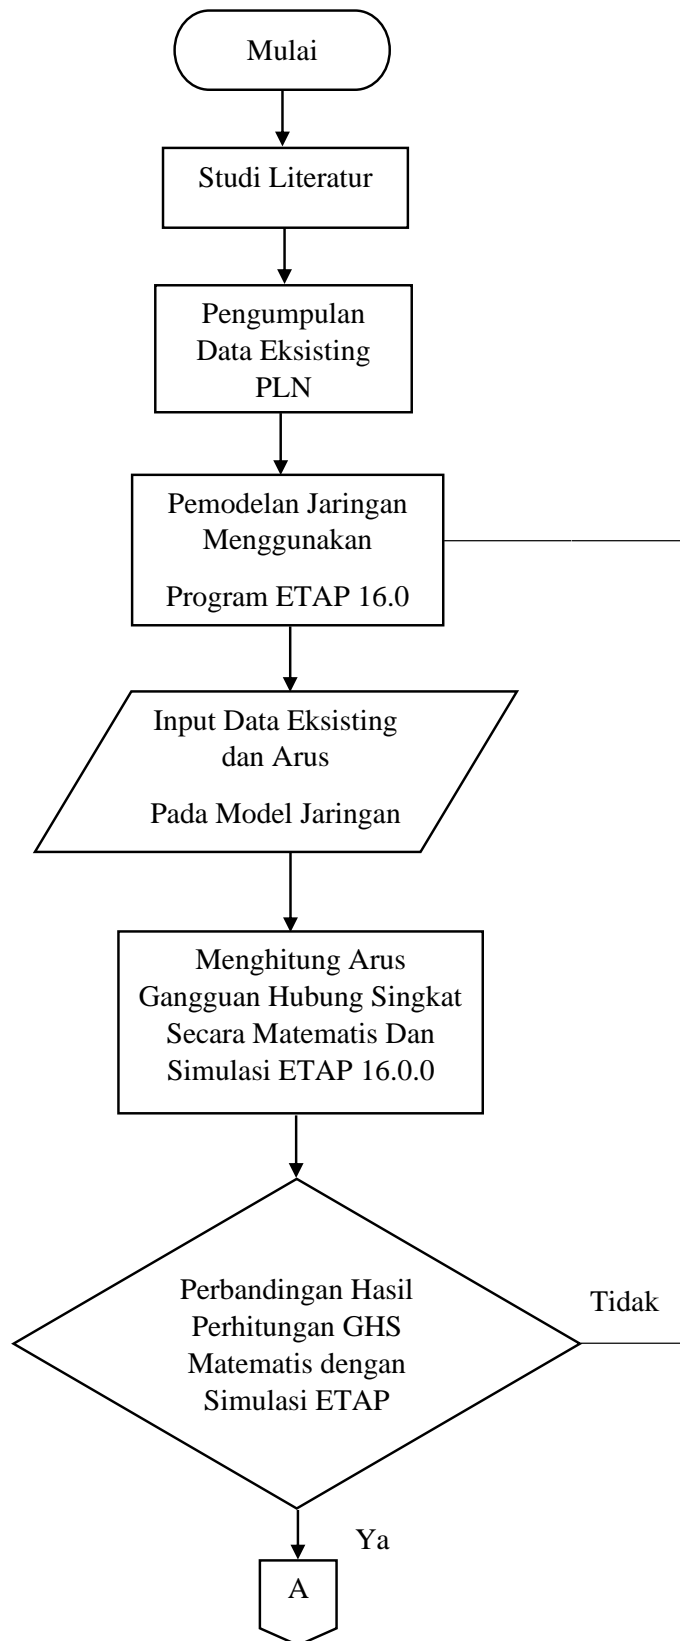 Mulai
Studi Literatur
Pengumpulan
Data Eksisting
PLN
Pemodelan Jaringan
Menggunakan
Program ETAP 16.0
Input Data Eksisting
dan Arus
Pada Model Jaringan
Menghitung Arus
Gangguan Hubung Singkat
Secara Matematis Dan
Simulasi ETAP 16.0.0
Perbandingan Hasil
Perhitungan GHS
Matematis dengan
Simulasi ETAP
Tidak
Ya
A